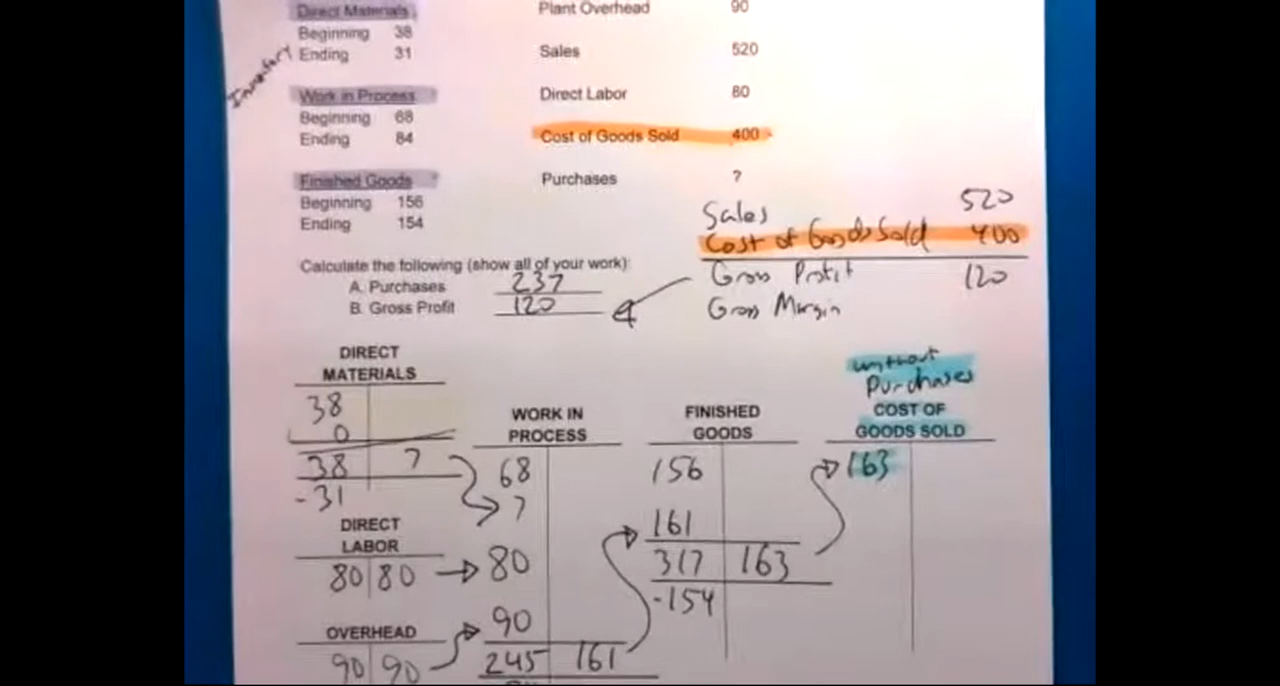 Direct Materials
Beginning 38
Ending 31
Inventory
Work in Process
Beginning 68
Ending 84
Finished Goods
Beginning 156
Ending 154
Plant Overhead 90
Sales 520
Direct Labor 80
Cost of Goods Sold 400
Purchases ?
Sales 520
Cost of Goods Sold 400
Gross Profit 120
Gross Margin
Calculate the following (show all of your work):
A. Purchases 237
B. Gross Profit 120
DIRECT
MATERIALS
38
0
38 7
-31
DIRECT
LABOR
80 80
OVERHEAD
90 90
WORK IN
PROCESS
68
7
80
90
245 161
FINISHED
GOODS
156
161
317 163
-154
without
Purchases
COST OF
GOODS SOLD
163